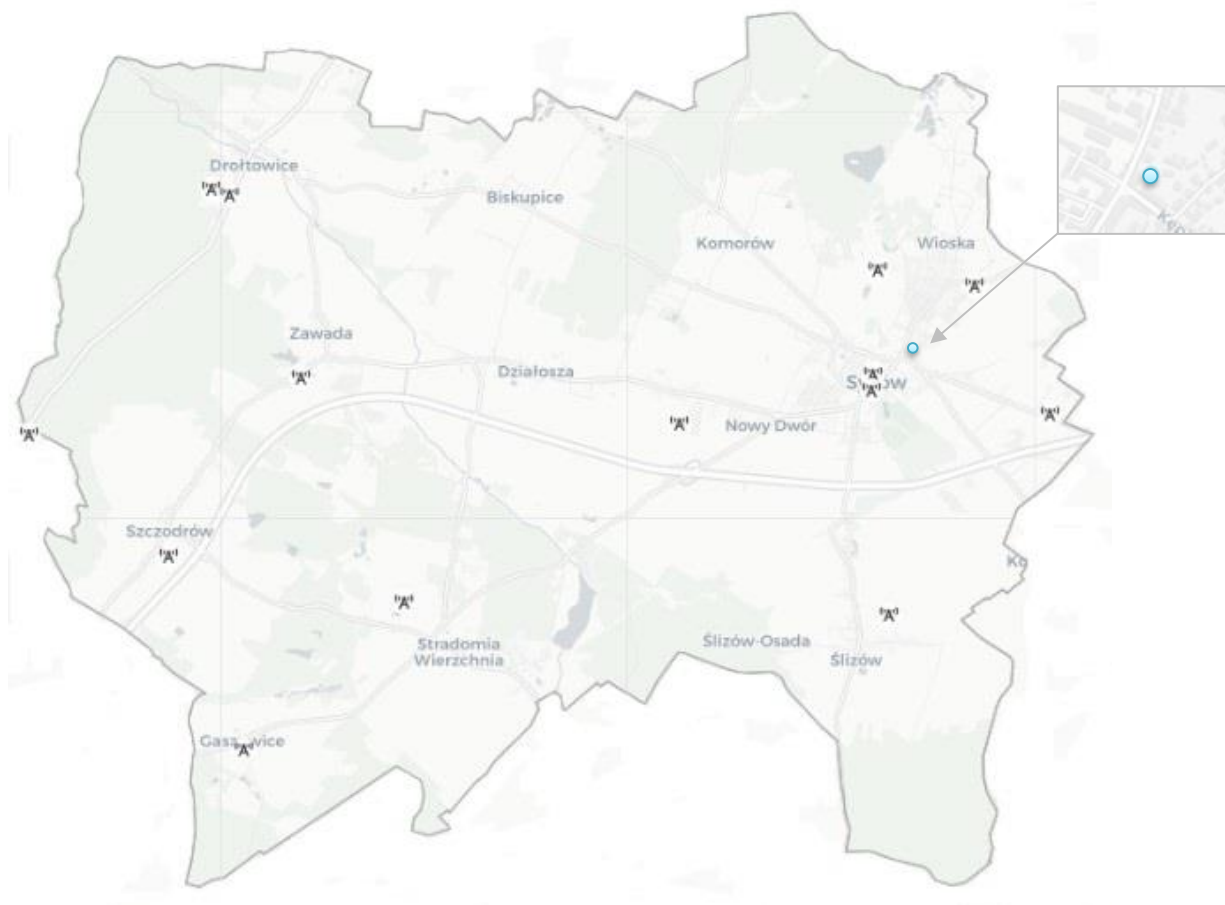 Drołtowice
Biskupice
Komorów
Wioska
Zawada
Działosza
Nowy Dwór
Szczodrów
Stradomia
Wierzchnia
Ślizów-Osada
Ślizów